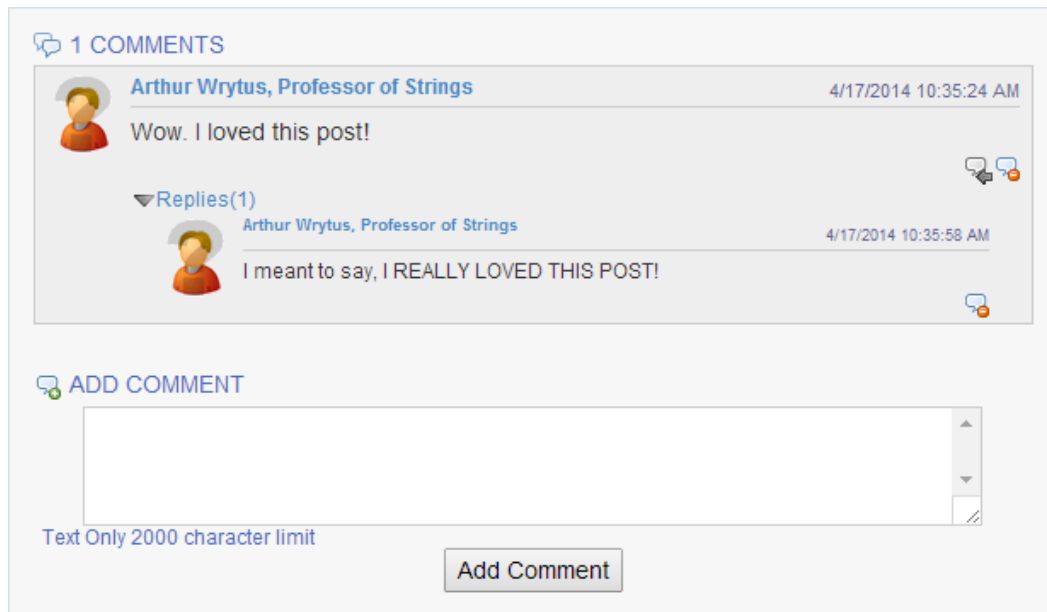 1 COMMENTS
Arthur Wrytus, Professor of Strings
4/17/2014 10:35:24 AM
Wow. I loved this post!
Replies(1)
Arthur Wrytus, Professor of Strings
4/17/2014 10:35:58 AM
I meant to say, I REALLY LOVED THIS POST!
ADD COMMENT
Text Only 2000 character limit
Add Comment